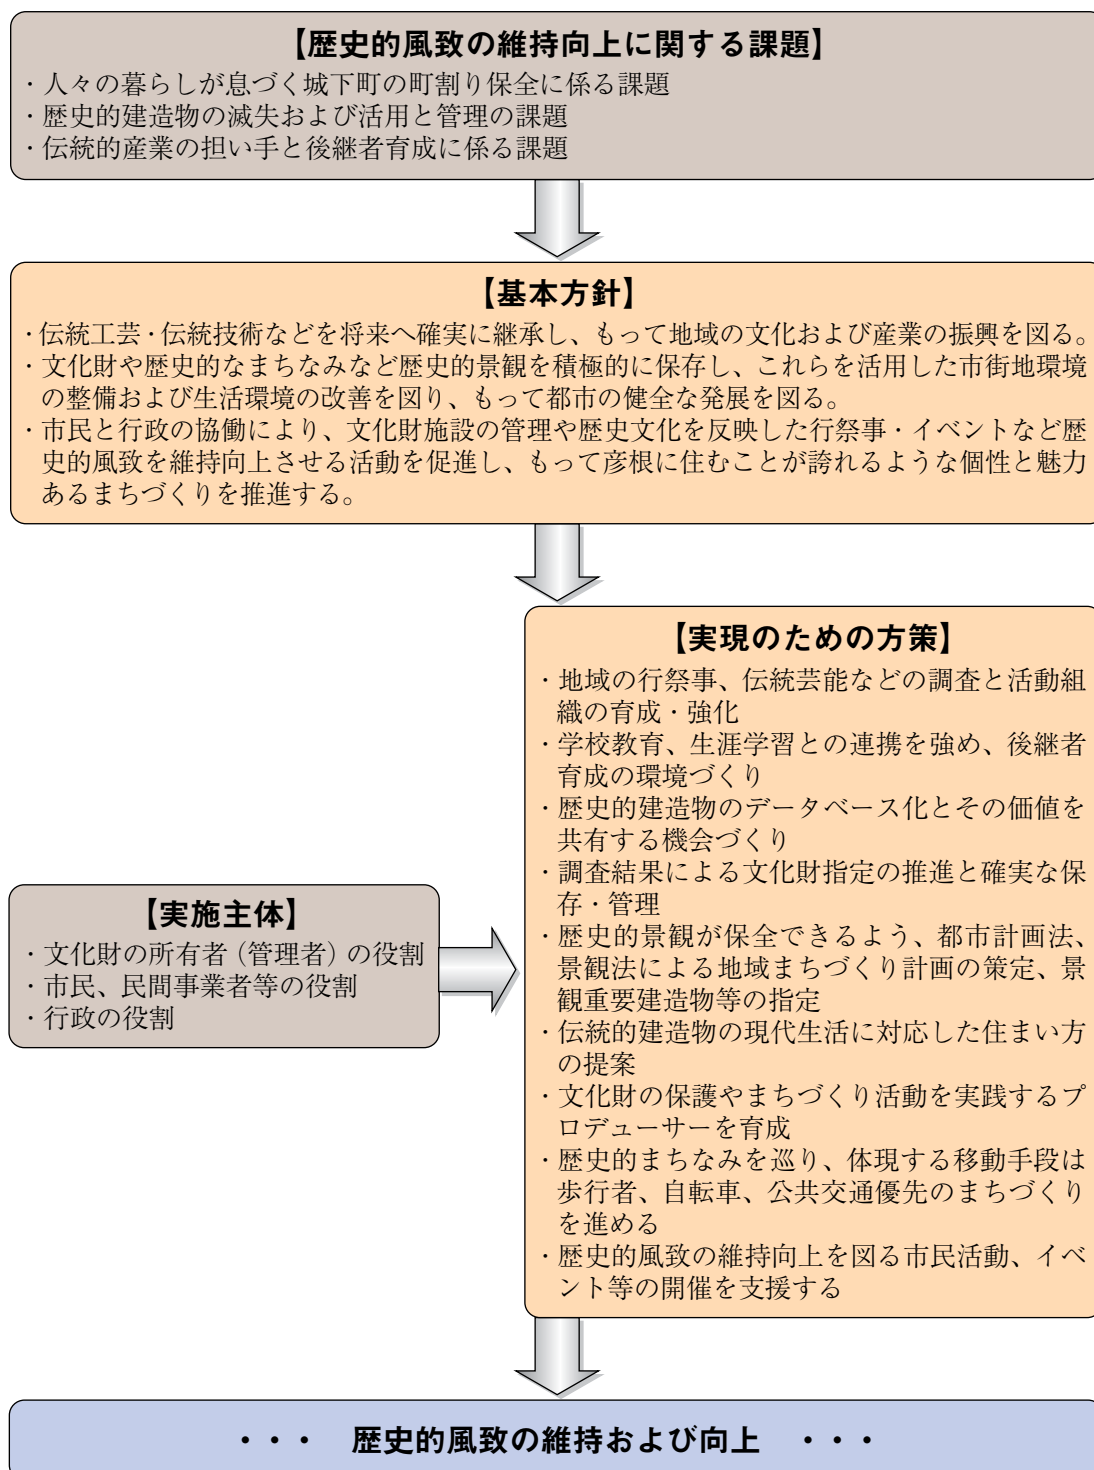 【歴史的風致の維持向上に関する課題】
・人々の暮らしが息づく城下町の町割り保全に係る課題
・歴史的建造物の滅失および活用と管理の課題
・伝統的産業の担い手と後継者育成に係る課題
【基本方針】
・伝統工芸・伝統技術などを将来へ確実に継承し、もって地域の文化および産業の振興を図る。
・文化財や歴史的なまちなみなど歴史的景観を積極的に保存し、これらを活用した市街地環境
の整備および生活環境の改善を図り、もって都市の健全な発展を図る。
・市民と行政の協働により、文化財施設の管理や歴史文化を反映した行祭事・イベントなど歴
史的風致を維持向上させる活動を促進し、もって彦根に住むことが誇れるような個性と魅力
あるまちづくりを推進する。
【実現のための方策】
・地域の行祭事、伝統芸能などの調査と活動組
織の育成・強化
・学校教育、生涯学習との連携を強め、後継者
育成の環境づくり
・歴史的建造物のデータベース化とその価値を
共有する機会づくり
・調査結果による文化財指定の推進と確実な保
存・管理
・歴史的景観が保全できるよう、都市計画法、
景観法による地域まちづくり計画の策定、景
観重要建造物等の指定
・伝統的建造物の現代生活に対応した住まい方
の提案
・文化財の保護やまちづくり活動を実践するプ
ロデューサーを育成
・歴史的まちなみを巡り、体現する移動手段は
歩行者、自転車、公共交通優先のまちづくり
を進める
・歴史的風致の維持向上を図る市民活動、イベ
ント等の開催を支援する
【実施主体】
・文化財の所有者（管理者）の役割
・市民、民間事業者等の役割
・行政の役割
・・・ 歴史的風致の維持および向上 ・・・